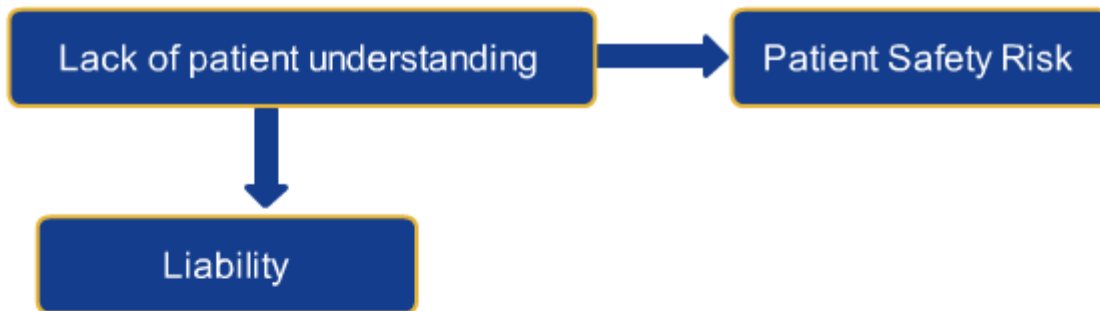 Lack of patient understanding
Patient Safety Risk
Liability